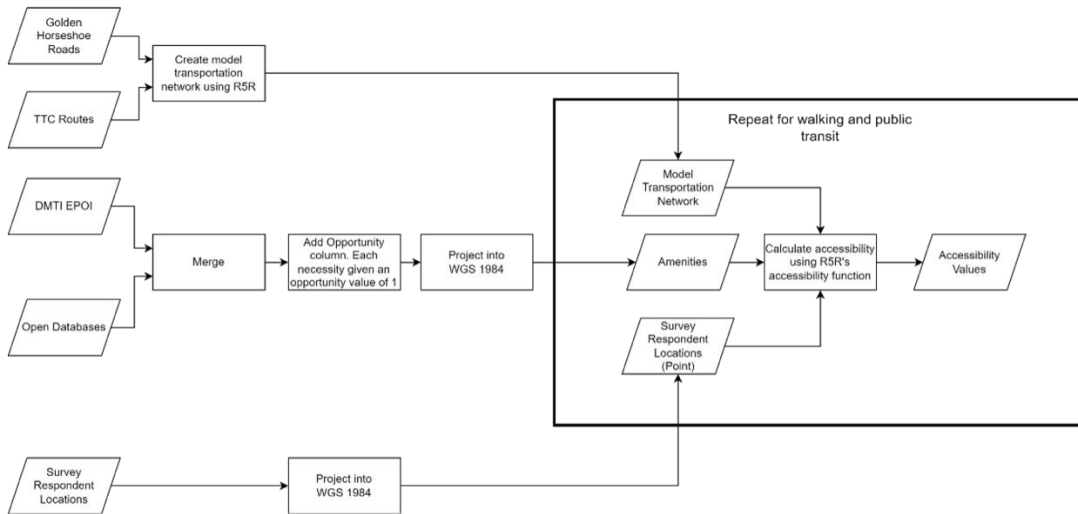 Golden
Horseshoe
Roads
Create model
transportation
network using R5R
TTC Routes
Repeat for walking and public
transit
Model
Transportation
Network
DMTI EPOI
Merge
Add Opportunity
column. Each
necessity given an
opportunity value of 1
Project into
WGS 1984
Amenities
Calculate accessibility
using R5R's
accessibility function
Accessibility
Values
Open Databases
Survey
Respondent
Locations
(Point)
Survey
Respondent
Locations
Project into
WGS 1984